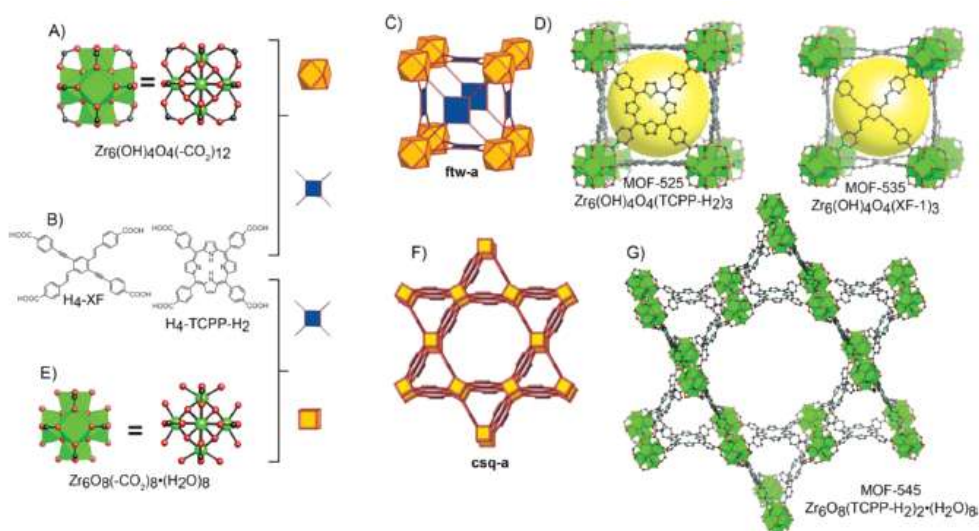 A)
Zr6(OH)4O4(-CO2)12
B)
HOOC
COOH
HOOC
COOH
H4-XF
HOOC
COOH
NH
N
N
HN
HOOC
COOH
H4-TCPP-H2
E)
Zr6O8(-CO2)8•(H2O)8
C)
ftw-a
D)
MOF-525
Zr6(OH)4O4(TCPP-H2)3
MOF-535
Zr6(OH)4O4(XF-1)3
F)
csq-a
G)
MOF-545
Zr6O8(TCPP-H2)2•(H2O)8